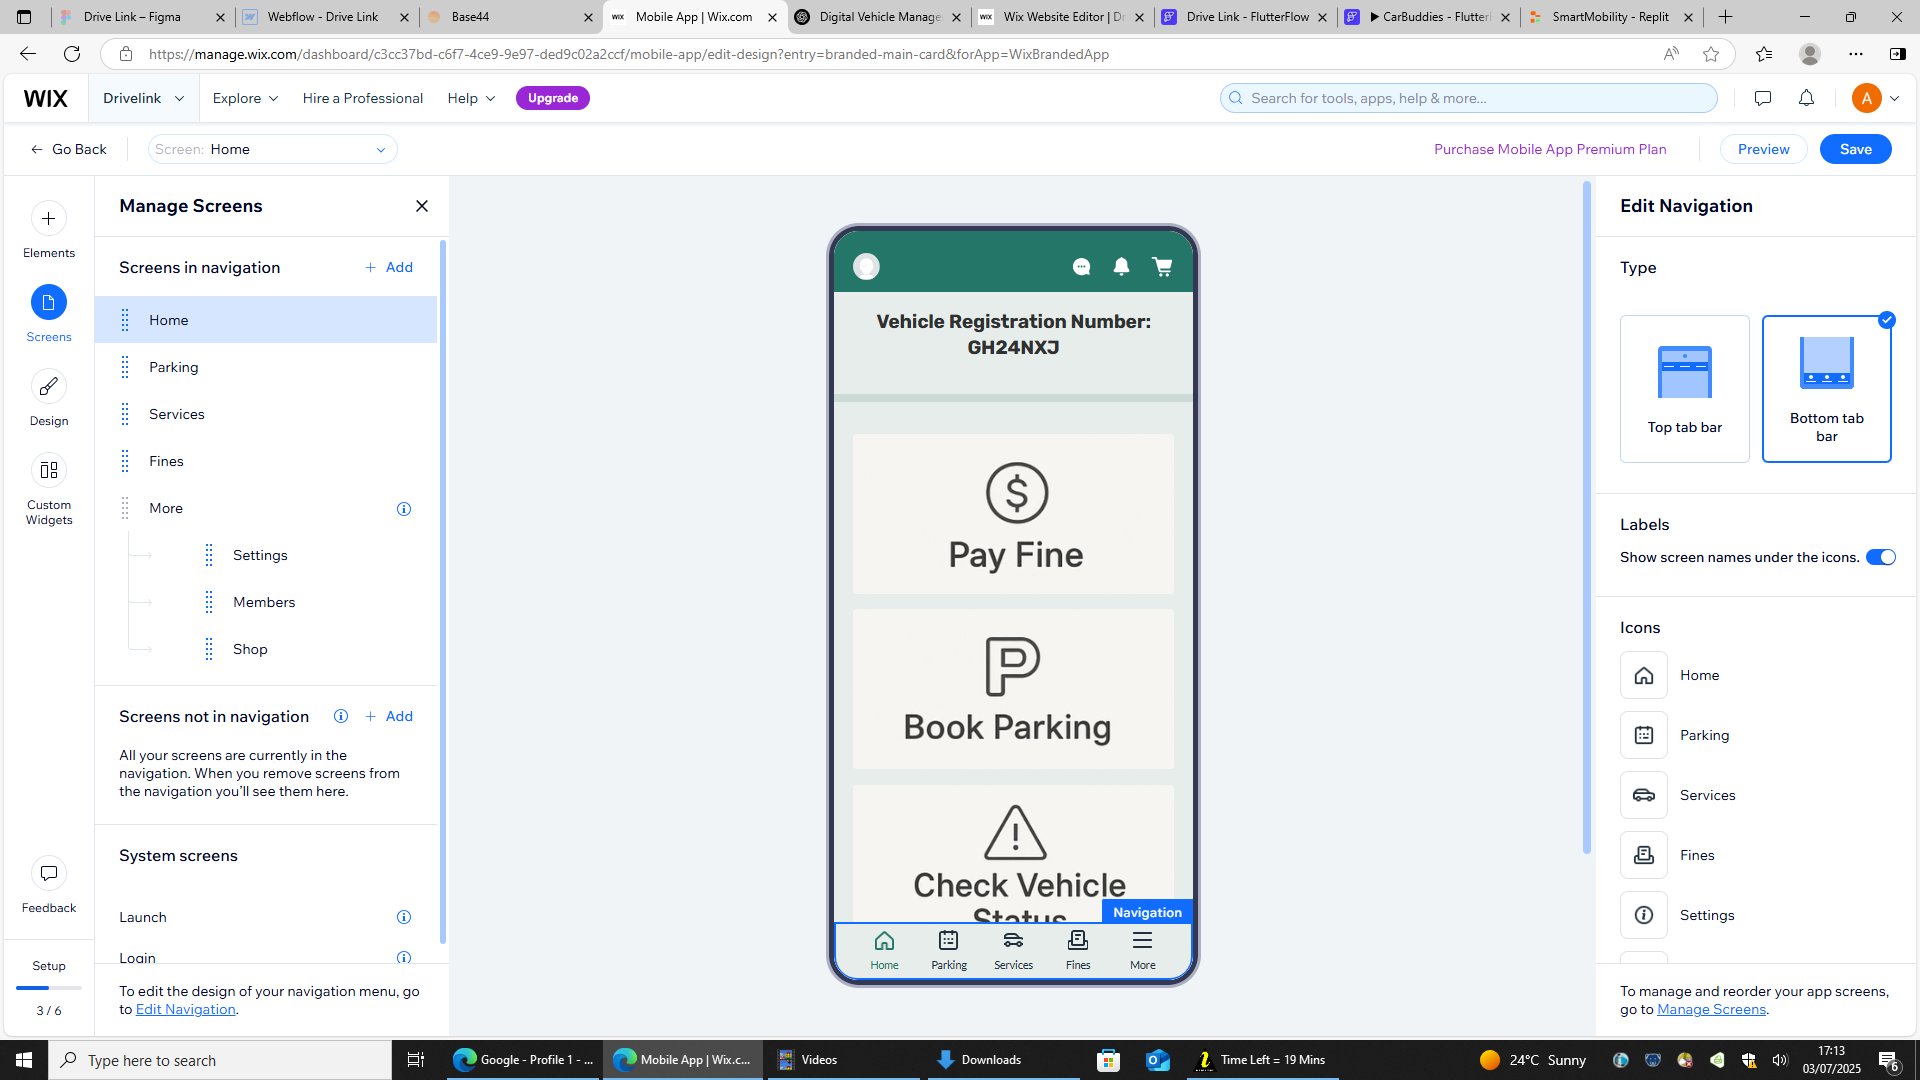 Drive Link – Figma
Webflow - Drive Link
Base44
Mobile App | Wix.com
Digital Vehicle Manage
Wix Website Editor | Dr
Drive Link - FlutterFlow
CarBuddies - Flutterf
SmartMobility - Replit
https://manage.wix.com/dashboard/c3cc37bd-c6f7-4ce9-9e97-ded9c02a2ccf/mobile-app/edit-design?entry=branded-main-card&forApp=WixBrandedApp
WIX
Drivelink
Explore
Hire a Professional
Help
Upgrade
Search for tools, apps, help & more...
A
Go Back
Screen: Home
Purchase Mobile App Premium Plan
Preview
Save
Elements
Screens
Design
Custom
Widgets
Feedback
Setup
3 / 6
Manage Screens
Screens in navigation
+ Add
Home
Parking
Services
Fines
More
Settings
Members
Shop
Screens not in navigation
+ Add
All your screens are currently in the
navigation. When you remove screens from
the navigation you'll see them here.
System screens
Launch
Login
To edit the design of your navigation menu, go
to Edit Navigation.
Vehicle Registration Number:
GH24NXJ
Pay Fine
Book Parking
Check Vehicle
Status
Navigation
Home
Parking
Services
Fines
More
Edit Navigation
Type
Top tab bar
Bottom tab
bar
Labels
Show screen names under the icons.
Icons
Home
Parking
Services
Fines
Settings
To manage and reorder your app screens,
go to Manage Screens.
Type here to search
Google - Profile 1 - ...
Mobile App | Wix.c...
Videos
Downloads
Time Left = 19 Mins
24°C Sunny
17:13
03/07/2025
6